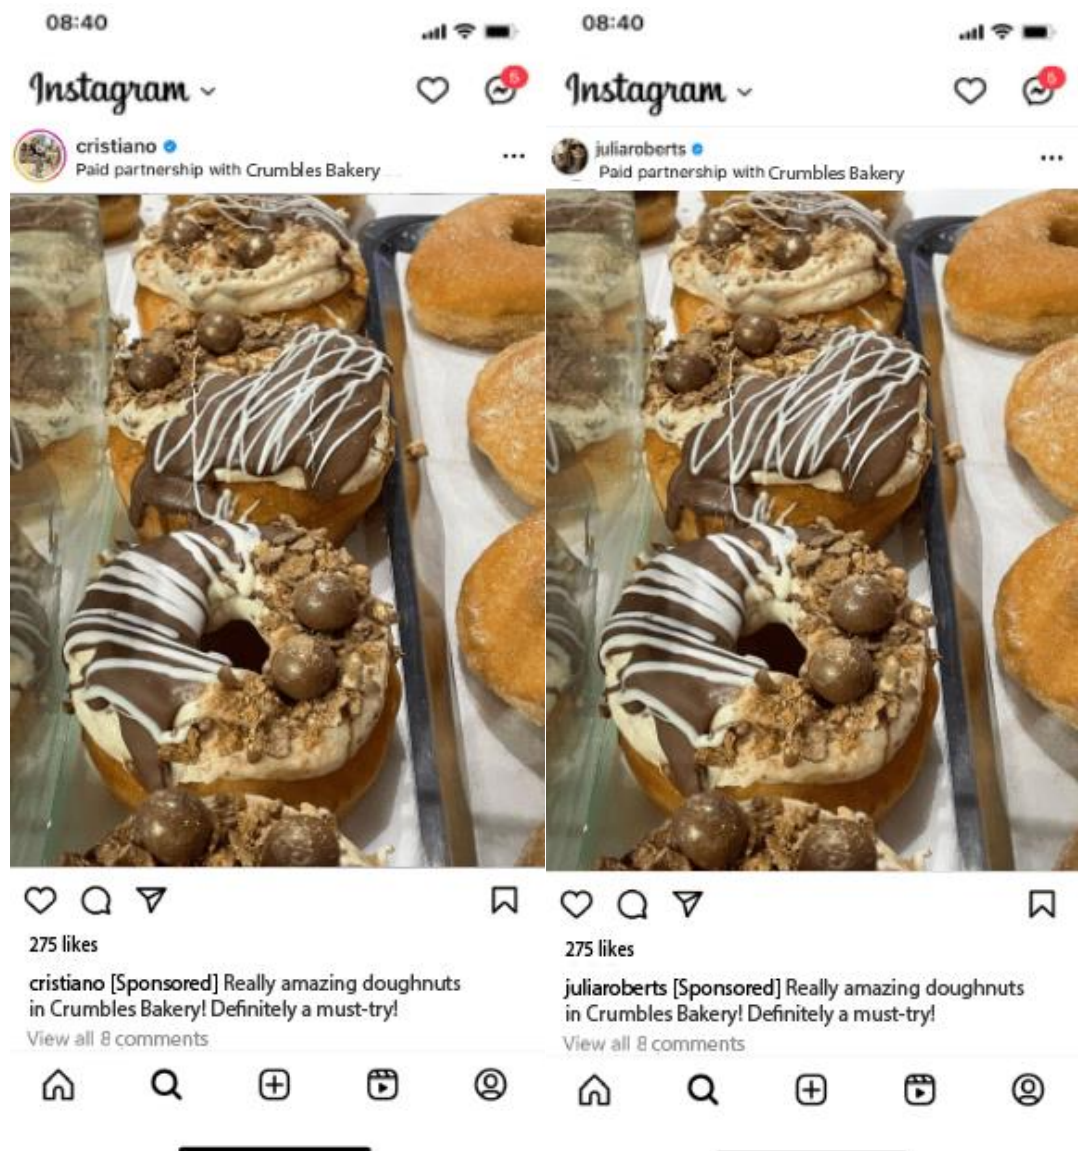 08:40
Instagram
5
cristiano
Paid partnership with Crumbles Bakery
275 likes
cristiano [Sponsored] Really amazing doughnuts
in Crumbles Bakery! Definitely a must-try!
View all 8 comments
08:40
Instagram
5
juliaroberts
Paid partnership with Crumbles Bakery
275 likes
juliaroberts [Sponsored] Really amazing doughnuts
in Crumbles Bakery! Definitely a must-try!
View all 8 comments